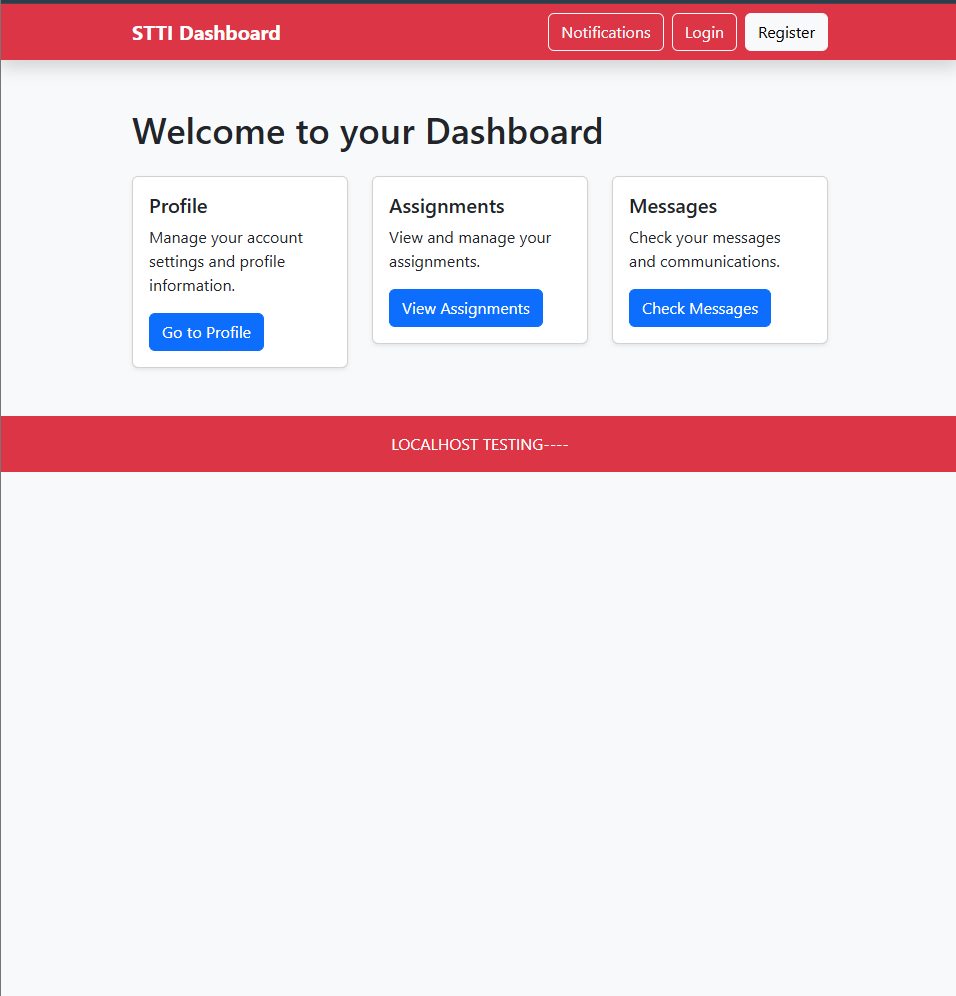 STTI Dashboard
Notifications
Login
Register
Welcome to your Dashboard
Profile
Manage your account
settings and profile
information.
Go to Profile
Assignments
View and manage your
assignments.
View Assignments
Messages
Check your messages
and communications.
Check Messages
LOCALHOST TESTING----